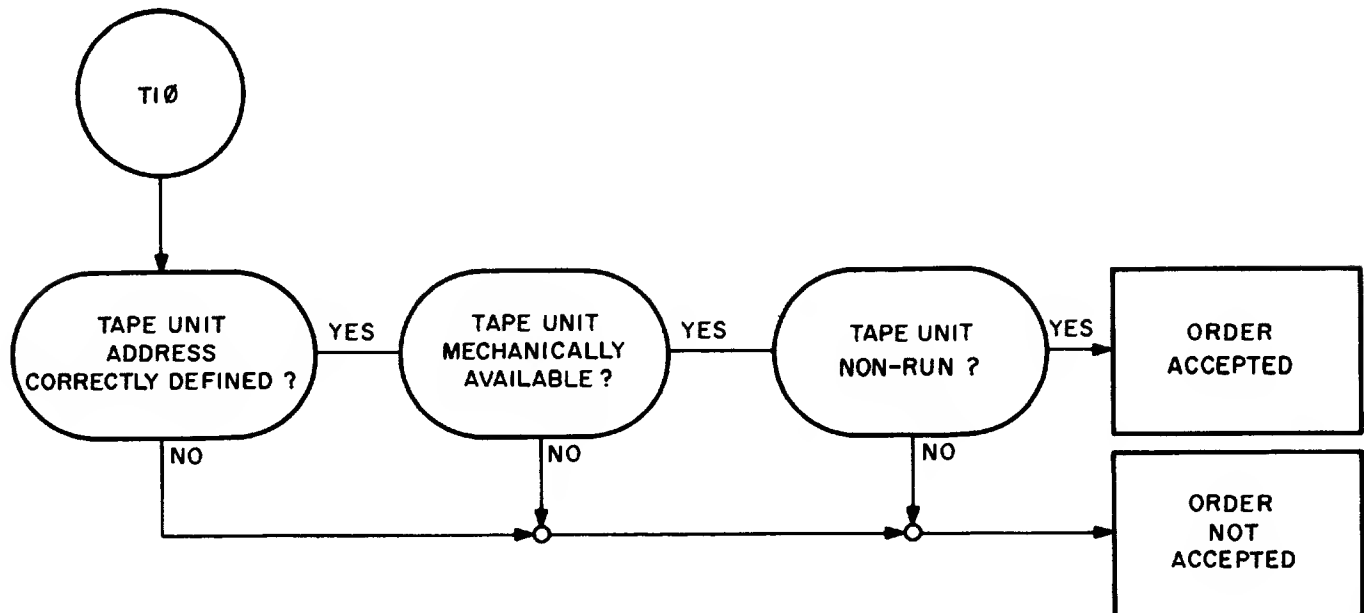 TIØ
TAPE UNIT
ADDRESS
CORRECTLY DEFINED ?
YES
TAPE UNIT
MECHANICALLY
AVAILABLE ?
YES
TAPE UNIT
NON-RUN ?
YES
ORDER
ACCEPTED
NO
NO
NO
ORDER
NOT
ACCEPTED